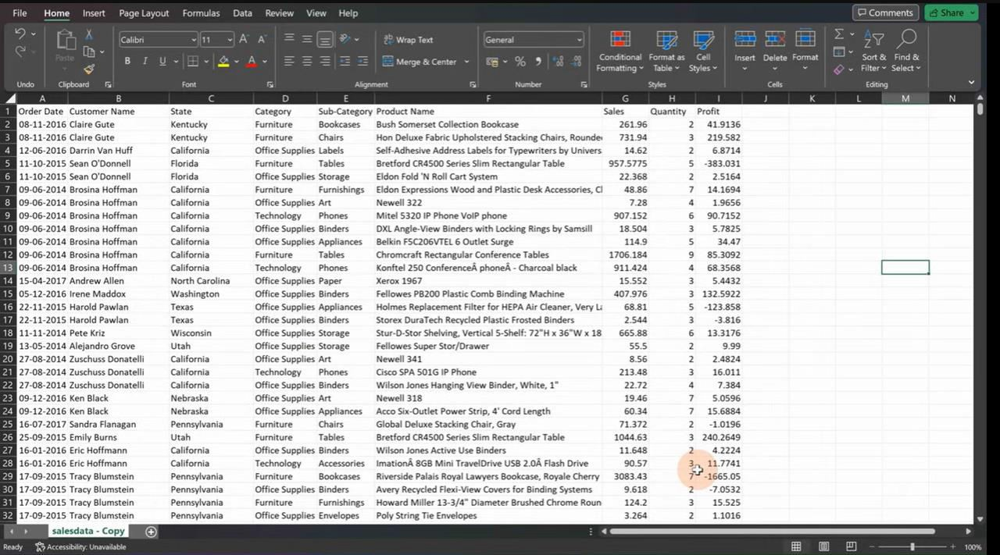 File Home Insert Page Layout Formulas Data Review View Help Comments Share
Calibri 11 Wrap Text General
Paste B I U Merge & Center Conditional Formatting Format as Table Cell Styles Insert Delete Format Sort & Filter Find & Select
Undo Clipboard Font Alignment Number Styles Cells Editing
A B C D E F G H I J K L M N
1 Order Date Customer Name State Category Sub-Category Product Name Sales Quantity Profit
2 08-11-2016 Claire Gute Kentucky Furniture Bookcases Bush Somerset Collection Bookcase 261.96 2 41.9136
3 08-11-2016 Claire Gute Kentucky Furniture Chairs Hon Deluxe Fabric Upholstered Stacking Chairs, Rounde 731.94 3 219.582
4 12-06-2016 Darrin Van Huff California Office Supplies Labels Self-Adhesive Address Labels for Typewriters by Univers 14.62 2 6.8714
5 11-10-2015 Sean O'Donnell Florida Furniture Tables Bretford CR4500 Series Slim Rectangular Table 957.5775 5 -383.031
6 11-10-2015 Sean O'Donnell Florida Office Supplies Storage Eldon Fold 'N Roll Cart System 22.368 2 2.5164
7 09-06-2014 Brosina Hoffman California Furniture Furnishings Eldon Expressions Wood and Plastic Desk Accessories, Cl 48.86 7 14.1694
8 09-06-2014 Brosina Hoffman California Office Supplies Art Newell 322 7.28 4 1.9656
9 09-06-2014 Brosina Hoffman California Technology Phones Mitel 5320 IP Phone VoIP phone 907.152 6 90.7152
10 09-06-2014 Brosina Hoffman California Office Supplies Binders DXL Angle-View Binders with Locking Rings by Samsill 18.504 3 5.7825
11 09-06-2014 Brosina Hoffman California Office Supplies Appliances Belkin F5C206VTEL 6 Outlet Surge 114.9 5 34.47
12 09-06-2014 Brosina Hoffman California Furniture Tables Chromcraft Rectangular Conference Tables 1706.184 9 85.3092
13 09-06-2014 Brosina Hoffman California Technology Phones Konftel 250 ConferenceÂ phoneÂ - Charcoal black 911.424 4 68.3568
14 15-04-2017 Andrew Allen North Carolina Office Supplies Paper Xerox 1967 15.552 3 5.4432
15 05-12-2016 Irene Maddox Washington Office Supplies Binders Fellowes PB200 Plastic Comb Binding Machine 407.976 3 132.5922
16 22-11-2015 Harold Pawlan Texas Office Supplies Appliances Holmes Replacement Filter for HEPA Air Cleaner, Very La 68.81 5 -123.858
17 22-11-2015 Harold Pawlan Texas Office Supplies Binders Storex DuraTech Recycled Plastic Frosted Binders 2.544 3 -3.816
18 11-11-2014 Pete Kriz Wisconsin Office Supplies Storage Stur-D-Stor Shelving, Vertical 5-Shelf: 72"H x 36"W x 18 665.88 6 13.3176
19 13-05-2014 Alejandro Grove Utah Office Supplies Storage Fellowes Super Stor/Drawer 55.5 2 9.99
20 27-08-2014 Zuschuss Donatelli California Office Supplies Art Newell 341 8.56 2 2.4824
21 27-08-2014 Zuschuss Donatelli California Technology Phones Cisco SPA 501G IP Phone 213.48 3 16.011
22 27-08-2014 Zuschuss Donatelli California Office Supplies Binders Wilson Jones Hanging View Binder, White, 1" 22.72 4 7.384
23 09-12-2016 Ken Black Nebraska Office Supplies Art Newell 318 19.46 7 5.0596
24 09-12-2016 Ken Black Nebraska Office Supplies Appliances Acco Six-Outlet Power Strip, 4' Cord Length 60.34 7 15.6884
25 16-07-2017 Sandra Flanagan Pennsylvania Furniture Chairs Global Deluxe Stacking Chair, Gray 71.372 2 -1.0196
26 25-09-2015 Emily Burns Utah Furniture Tables Bretford CR4500 Series Slim Rectangular Table 1044.63 3 240.2649
27 16-01-2016 Eric Hoffmann California Office Supplies Binders Wilson Jones Active Use Binders 11.648 2 4.2224
28 16-01-2016 Eric Hoffmann California Technology Accessories ImationÂ 8GB Mini TravelDrive USB 2.0Â Flash Drive 90.57 3 11.7741
29 17-09-2015 Tracy Blumstein Pennsylvania Furniture Bookcases Riverside Palais Royal Lawyers Bookcase, Royale Cherry 3083.43 7 -1665.05
30 17-09-2015 Tracy Blumstein Pennsylvania Office Supplies Binders Avery Recycled Flexi-View Covers for Binding Systems 9.618 2 -7.0532
31 17-09-2015 Tracy Blumstein Pennsylvania Furniture Furnishings Howard Miller 13-3/4" Diameter Brushed Chrome Roun 124.2 3 15.525
32 17-09-2015 Tracy Blumstein Pennsylvania Office Supplies Envelopes Poly String Tie Envelopes 3.264 2 1.1016
salesdata - Copy
Ready Accessibility: Unavailable 100%